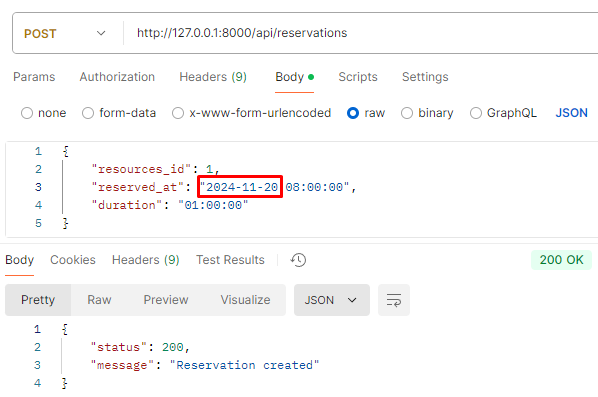 POST http://127.0.0.1:8000/api/reservations
Params Authorization Headers (9) Body Scripts Settings
none form-data x-www-form-urlencoded raw binary GraphQL JSON
1 {
2 "resources_id": 1,
3 "reserved_at": "2024-11-20 08:00:00",
4 "duration": "01:00:00"
5 }
Body Cookies Headers (9) Test Results 200 OK
Pretty Raw Preview Visualize JSON
1 {
2 "status": 200,
3 "message": "Reservation created"
4 }